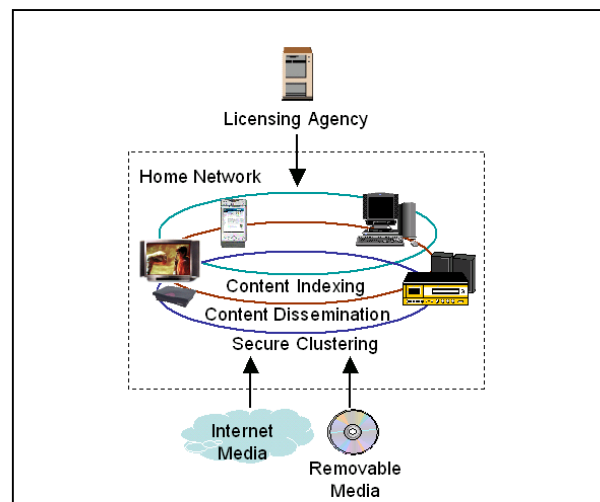 Licensing Agency
Home Network
Content Indexing
Content Dissemination
Secure Clustering
Internet
Media
Removable
Media